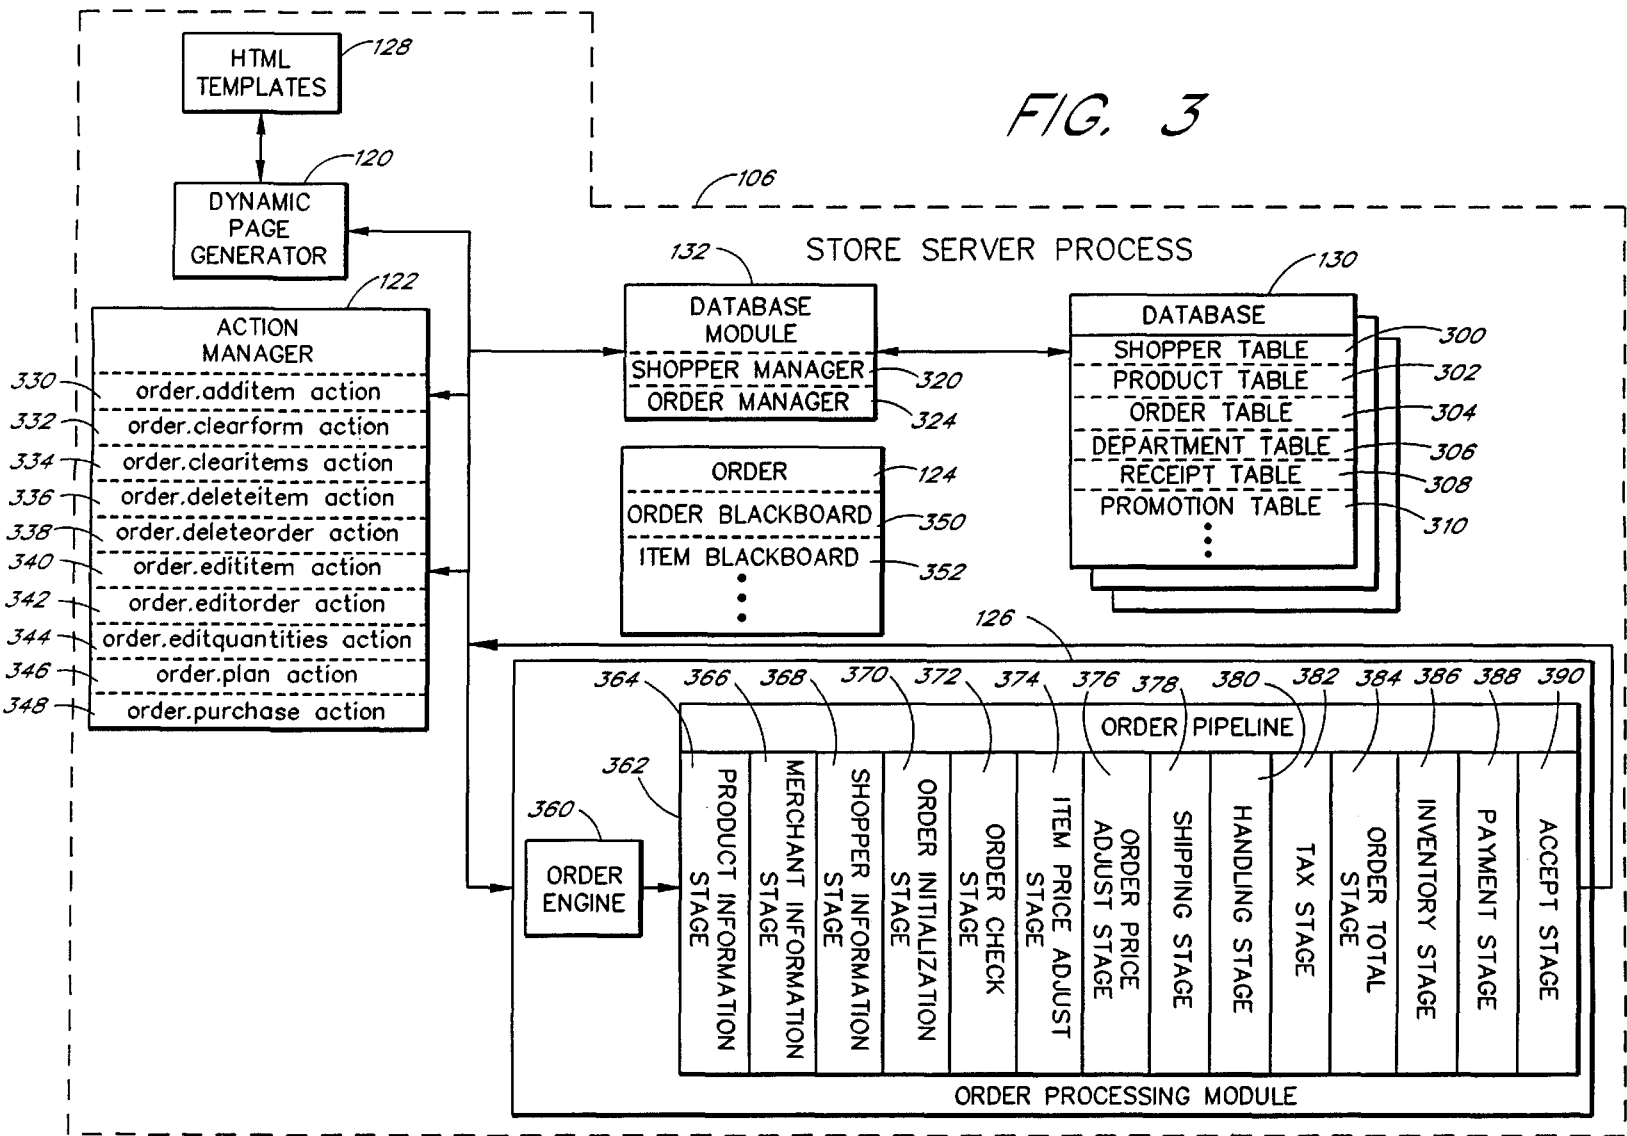 FIG. 3
106
STORE SERVER PROCESS
128
HTML
TEMPLATES
120
DYNAMIC
PAGE
GENERATOR
122
ACTION
MANAGER
330
order.additem action
332
order.clearform action
334
order.clearitems action
336
order.deleteitem action
338
order.deleteorder action
340
order.edititem action
342
order.editorder action
344
order.editquantities action
346
order.plan action
348
order.purchase action
132
DATABASE
MODULE
SHOPPER MANAGER
320
ORDER MANAGER
324
ORDER
124
ORDER BLACKBOARD
350
ITEM BLACKBOARD
352
130
DATABASE
SHOPPER TABLE
300
PRODUCT TABLE
302
ORDER TABLE
304
DEPARTMENT TABLE
306
RECEIPT TABLE
308
PROMOTION TABLE
310
126
364 366 368 370 372 374 376 378 380 382 384 386 388 390
ORDER PIPELINE
362
360
ORDER
ENGINE
PRODUCT INFORMATION
STAGE
MERCHANT INFORMATION
STAGE
SHOPPER INFORMATION
STAGE
ORDER INITIALIZATION
STAGE
ORDER CHECK
STAGE
ITEM PRICE ADJUST
STAGE
ORDER PRICE
ADJUST STAGE
SHIPPING STAGE
HANDLING STAGE
TAX STAGE
ORDER TOTAL
STAGE
INVENTORY STAGE
PAYMENT STAGE
ACCEPT STAGE
ORDER PROCESSING MODULE